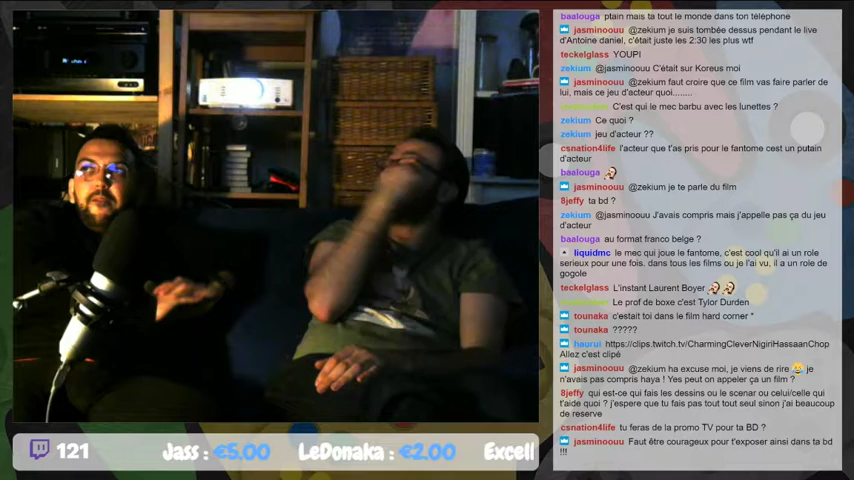 baalouga ptain mais ta tout le monde dans ton téléphone
jasminoouu @zekium je suis tombée dessus pendant le live
d'Antoine daniel, c'était juste les 2:30 les plus wtf
teckelglass YOUPI
zekium @jasminoouu C'était sur Koreus moi
jasminoouu @zekium faut croire que ce film vas faire parler de
lui, mais ce jeu d'acteur quoi........
C'est qui le mec barbu avec les lunettes ?
zekium Ce quoi ?
zekium jeu d'acteur ??
csnation4life l'acteur que t'as pris pour le fantome cest un putain
d'acteur
baalouga
jasminoouu @zekium je te parle du film
8jeffy ta bd ?
zekium @jasminoouu J'avais compris mais j'appelle pas ça du jeu
d'acteur
baalouga au format franco belge ?
liquidmc le mec qui joue le fantome, c'est cool qu'il ai un role
serieux pour une fois. dans tous les films ou je l'ai vu, il a un role de
gogole
teckelglass L'instant Laurent Boyer
Le prof de boxe c'est Tylor Durden
tounaka c'estait toi dans le film hard corner *
tounaka ?????
haurui https://clips.twitch.tv/CharmingCleverNigiriHassaanChop
Allez c'est clipé
jasminoouu @zekium ha excuse moi, je viens de rire 😂 je
n'avais pas compris haya ! Yes peut on appeler ça un film ?
8jeffy qui est-ce qui fais les dessins ou le scenar ou celui/celle qui
t'aide quoi ? j'espere que tu fais pas tout tout seul sinon j'ai beaucoup
de reserve
csnation4life tu feras de la promo TV pour ta BD ?
jasminoouu Faut être courageux pour t'exposer ainsi dans ta bd
!!!
121 Jass : €5.00 LeDonaka : €2.00 Excell